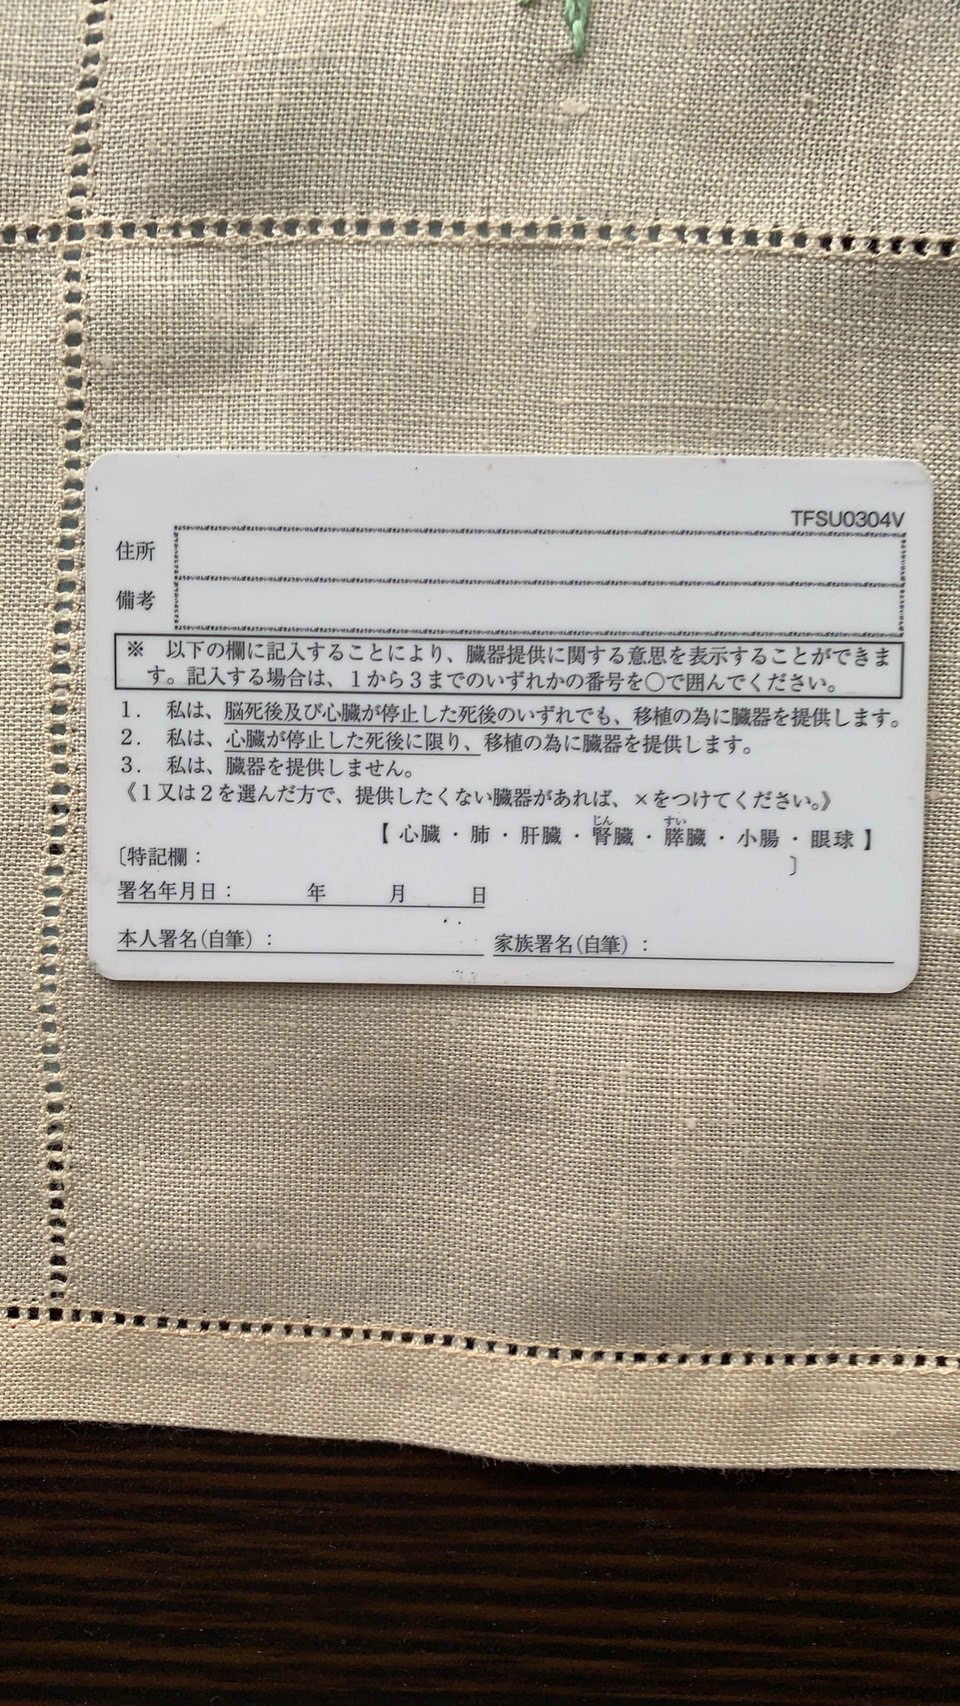 TFSU0304V
住所
備考
※ 以下の欄に記入することにより、臓器提供に関する意思を表示することができま
す。記入する場合は、1から3までのいずれかの番号を○で囲んでください。
1. 私は、脳死後及び心臓が停止した死後のいずれでも、移植の為に臓器を提供します。
2. 私は、心臓が停止した死後に限り、移植の為に臓器を提供します。
3. 私は、臓器を提供しません。
《1又は2を選んだ方で、提供したくない臓器があれば、×をつけてください。》
じん すい
【 心臓 ・ 肺 ・ 肝臓 ・ 腎臓 ・ 膵臓 ・ 小腸 ・ 眼球 】
〔特記欄: 〕
署名年月日: 年 月 日
本人署名(自筆): 家族署名(自筆):